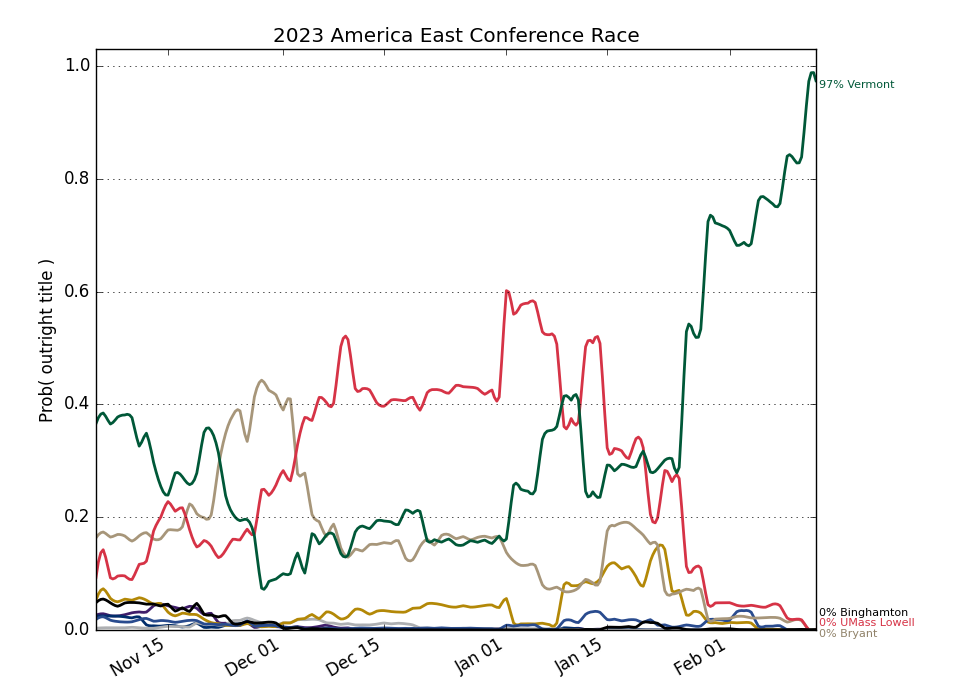 2023 America East Conference Race
Prob( outright title )
1.0
0.8
0.6
0.4
0.2
0.0
97% Vermont
0% Binghamton
0% UMass Lowell
0% Bryant
Nov 15
Dec 01
Dec 15
Jan 01
Jan 15
Feb 01